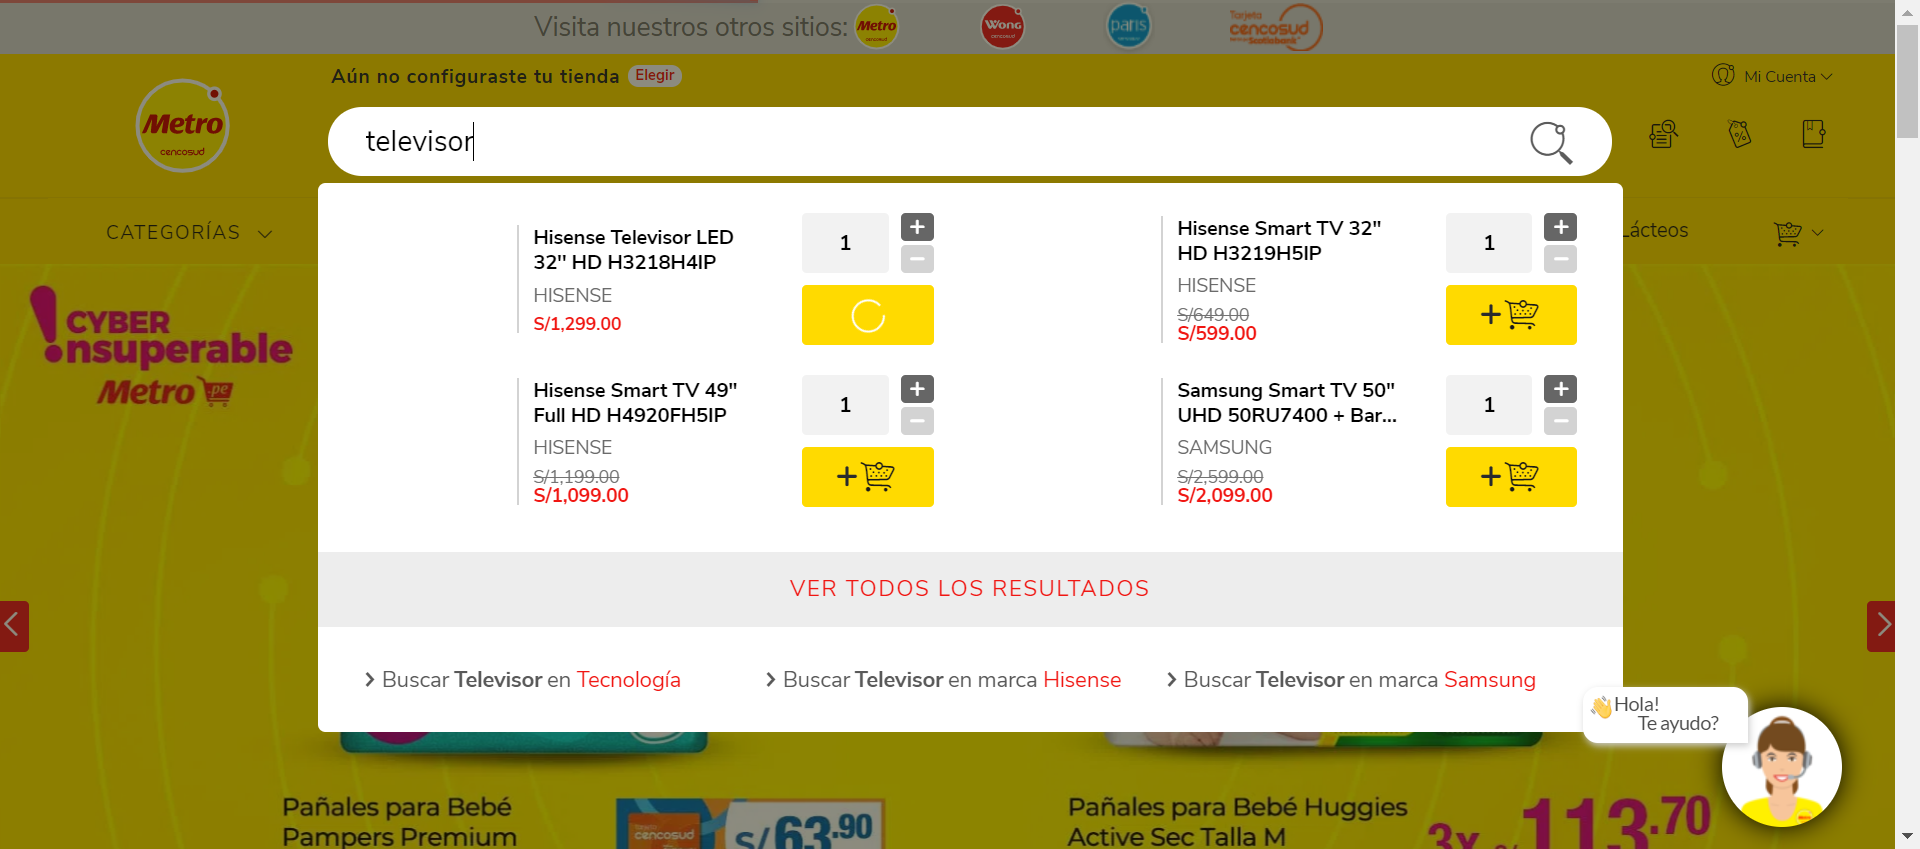 Visita nuestros otros sitios:
Metro
cencosud
Wong
cencosud
paris
cencosud
Tarjeta
cencosud
Scotiabank
Aún no configuraste tu tienda
Elegir
Mi Cuenta
Metro
cencosud
televisor
CATEGORÍAS
Lácteos
Hisense Televisor LED
32'' HD H3218H4IP
HISENSE
S/1,299.00
1
+
−
Hisense Smart TV 32"
HD H3219H5IP
HISENSE
S/649.00
S/599.00
1
+
−
+
Hisense Smart TV 49"
Full HD H4920FH5IP
HISENSE
S/1,199.00
S/1,099.00
1
+
−
+
Samsung Smart TV 50"
UHD 50RU7400 + Bar...
SAMSUNG
S/2,599.00
S/2,099.00
1
+
−
+
CYBER
!nsuperable
Metro .pe
VER TODOS LOS RESULTADOS
Buscar Televisor en Tecnología
Buscar Televisor en marca Hisense
Buscar Televisor en marca Samsung
Hola!
Te ayudo?
Pañales para Bebé
Pampers Premium
cencosud
S/63.90
Pañales para Bebé Huggies
Active Sec Talla M
3x S/113.70